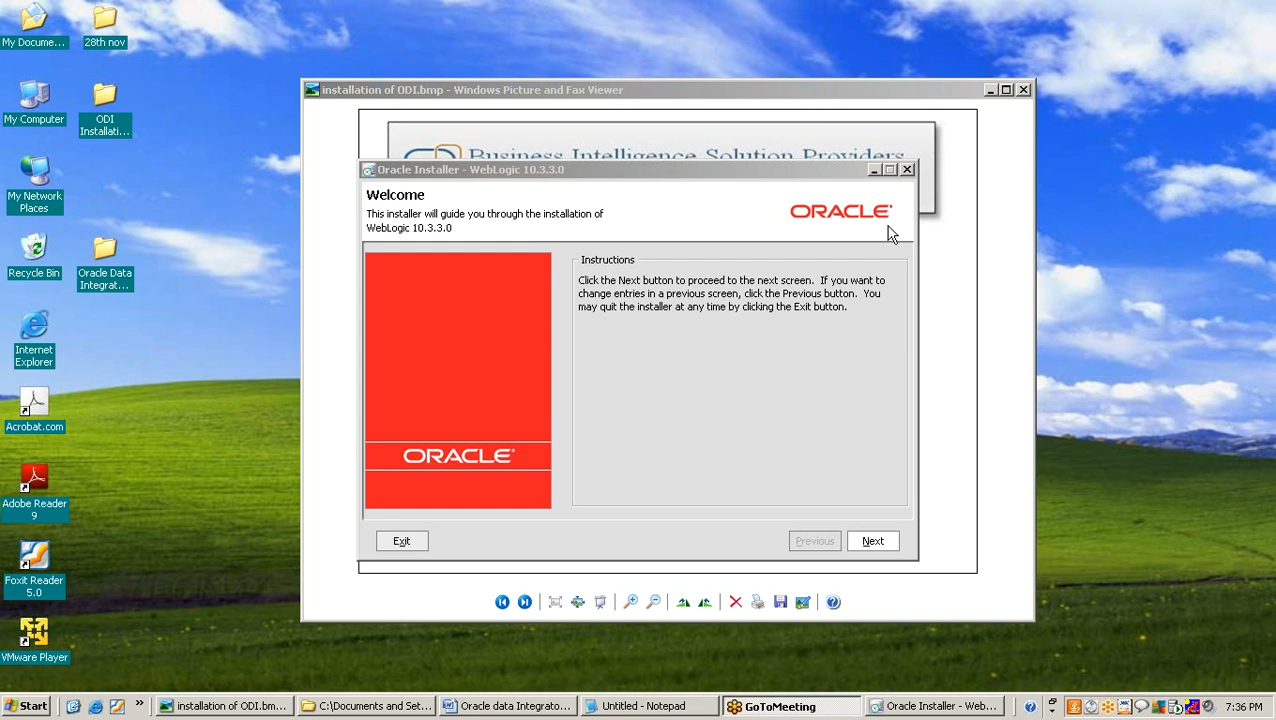 My Docume...
28th nov
My Computer
ODI
Installati...
My Network
Places
Recycle Bin
Oracle Data
Integrat...
Internet
Explorer
Acrobat.com
Adobe Reader
9
Foxit Reader
5.0
VMware Player
installation of ODI.bmp - Windows Picture and Fax Viewer
Business Intelligence Solution Providers
Oracle Installer - WebLogic 10.3.3.0
Welcome
This installer will guide you through the installation of
WebLogic 10.3.3.0
ORACLE
Instructions
Click the Next button to proceed to the next screen. If you want to
change entries in a previous screen, click the Previous button. You
may quit the installer at any time by clicking the Exit button.
ORACLE
Exit
Previous
Next
Start
»
installation of ODI.bm...
C:\Documents and Set...
Oracle data Integrato...
Untitled - Notepad
GoToMeeting
Oracle Installer - Web...
7:36 PM